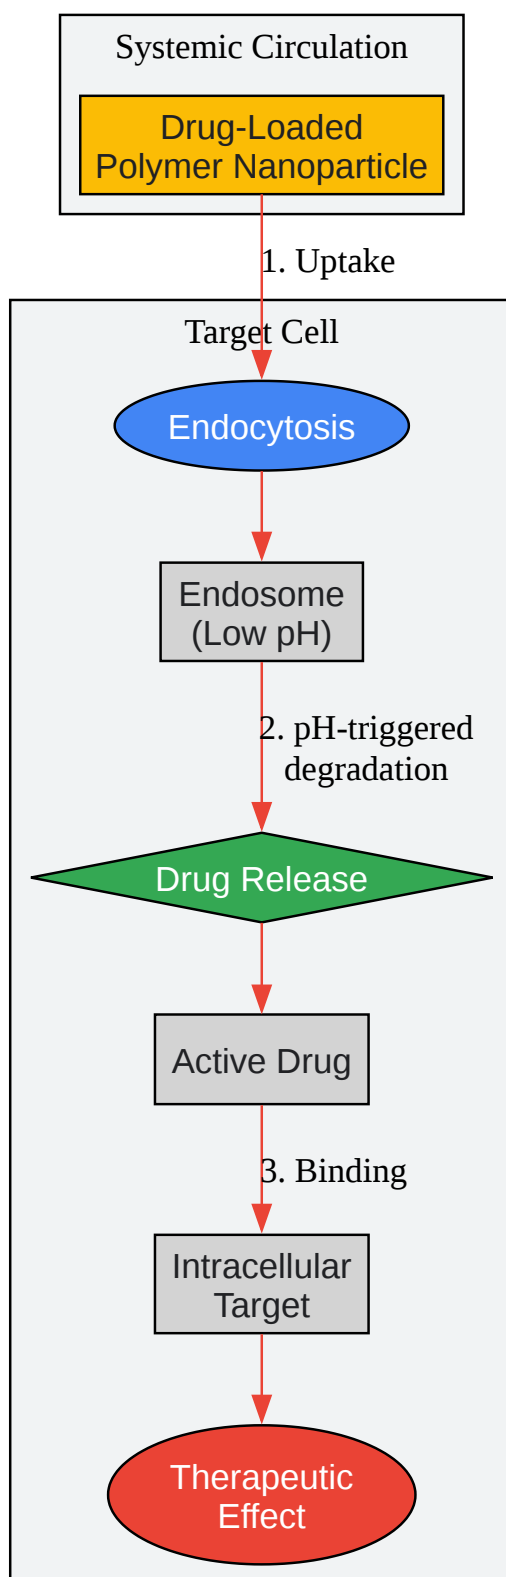 Systemic Circulation
Drug-Loaded
Polymer Nanoparticle
1. Uptake
Target Cell
Endocytosis
Endosome
(Low pH)
2. pH-triggered
degradation
Drug Release
Active Drug
3. Binding
Intracellular
Target
Therapeutic
Effect